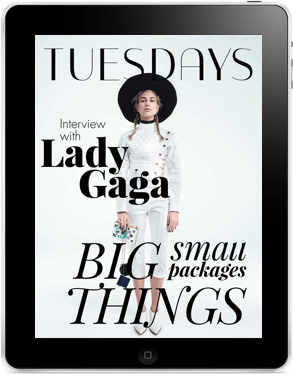 TUESDAYS
Interview
with
Lady
Gaga
BIG small
packages
THINGS